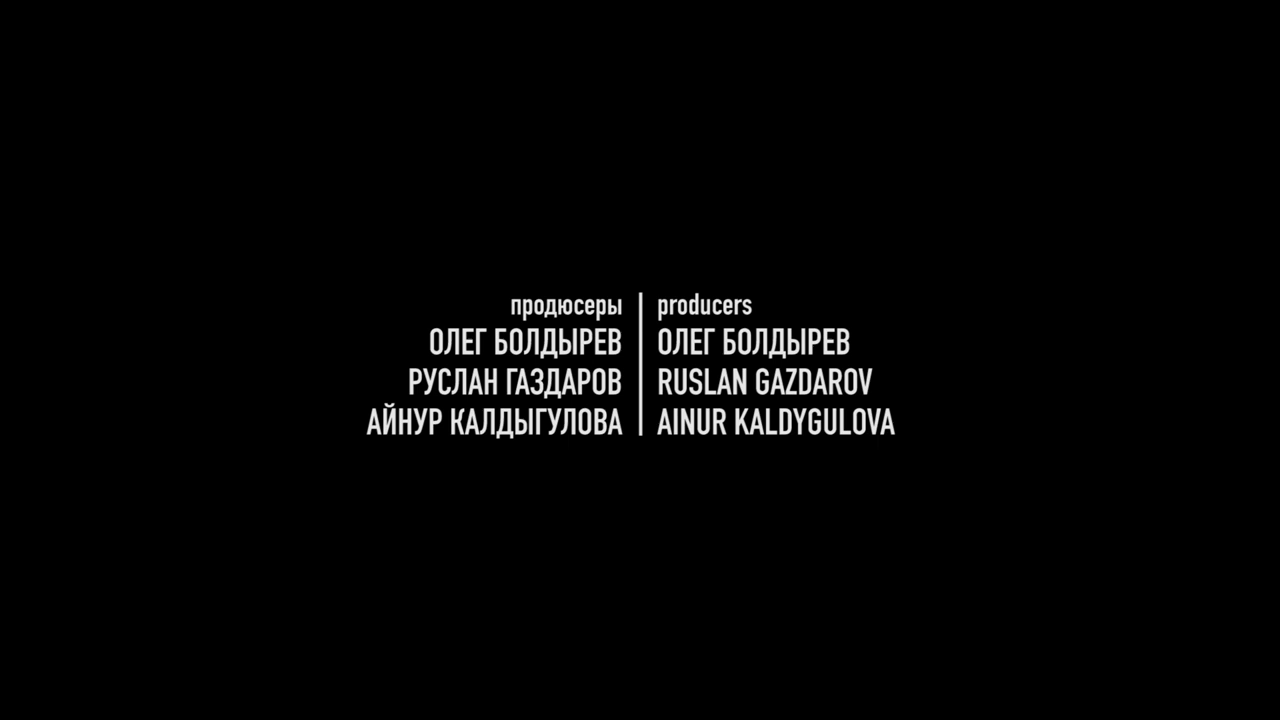 продюсеры
ОЛЕГ БОЛДЫРЕВ
РУСЛАН ГАЗДАРОВ
АЙНУР КАЛДЫГУЛОВА
producers
ОЛЕГ БОЛДЫРЕВ
RUSLAN GAZDAROV
AINUR KALDYGULOVA